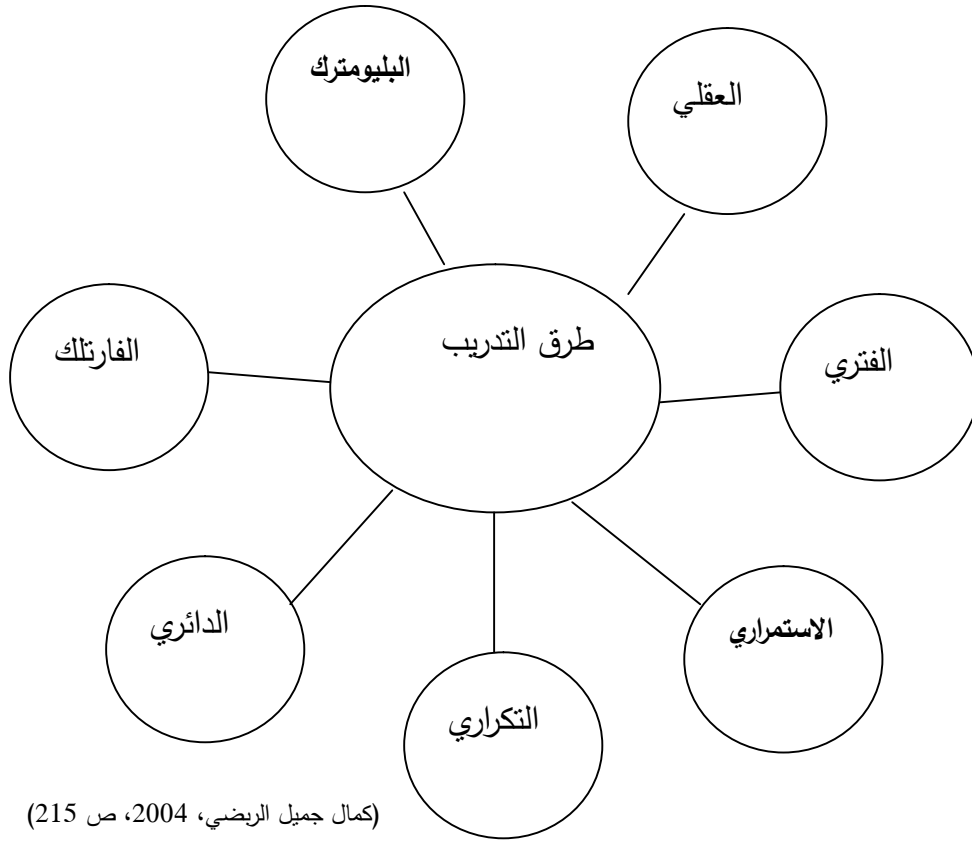 البليومترك
العقلي
طرق التدريب
الفارتلك
الفتري
الدائري
الاستمراري
التكراري
(كمال جميل الربضي، 2004، ص 215)